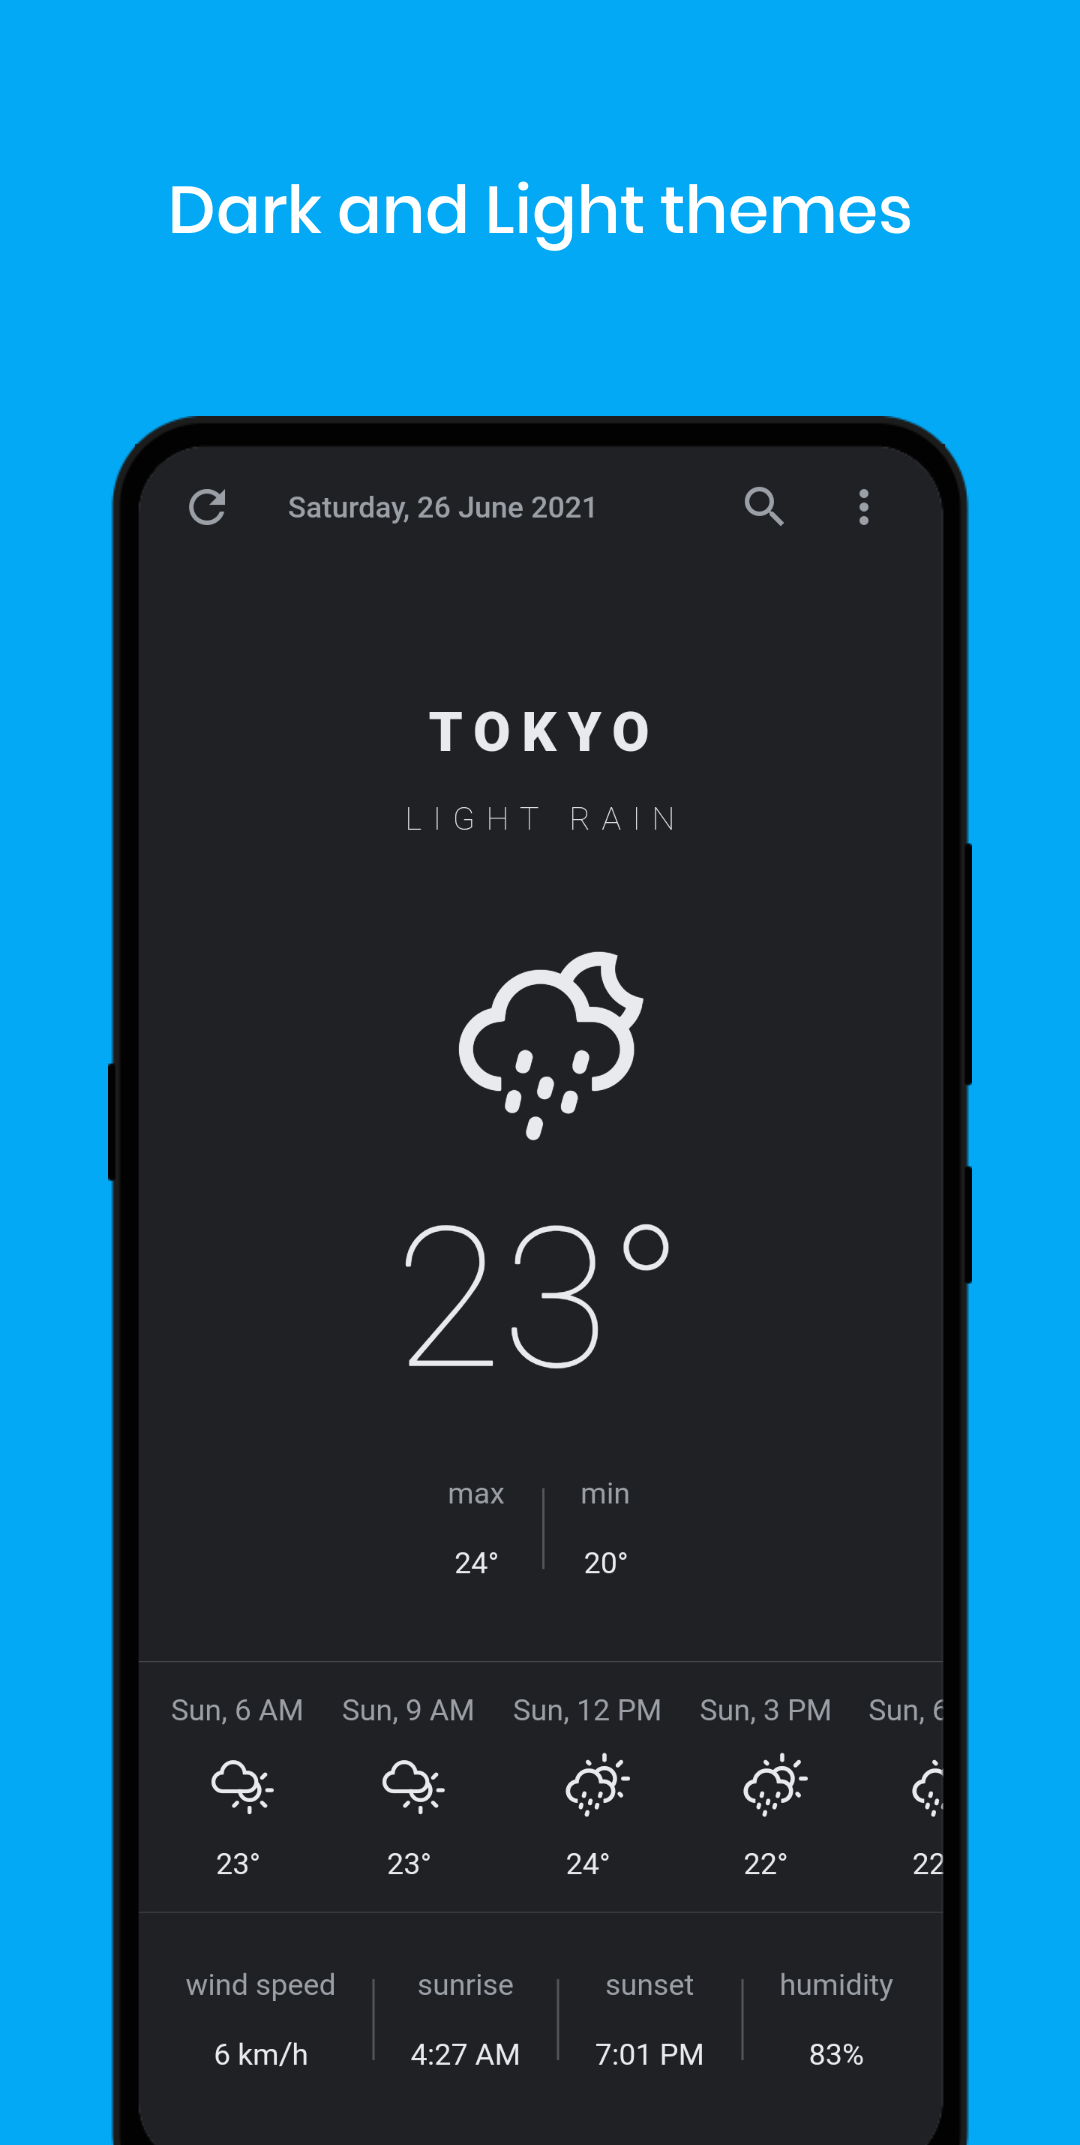 Dark and Light themes
Saturday, 26 June 2021
TOKYO
LIGHT RAIN
23°
max min
24° 20°
Sun, 6 AM Sun, 9 AM Sun, 12 PM Sun, 3 PM Sun, 6
23° 23° 24° 22° 22
wind speed sunrise sunset humidity
6 km/h 4:27 AM 7:01 PM 83%